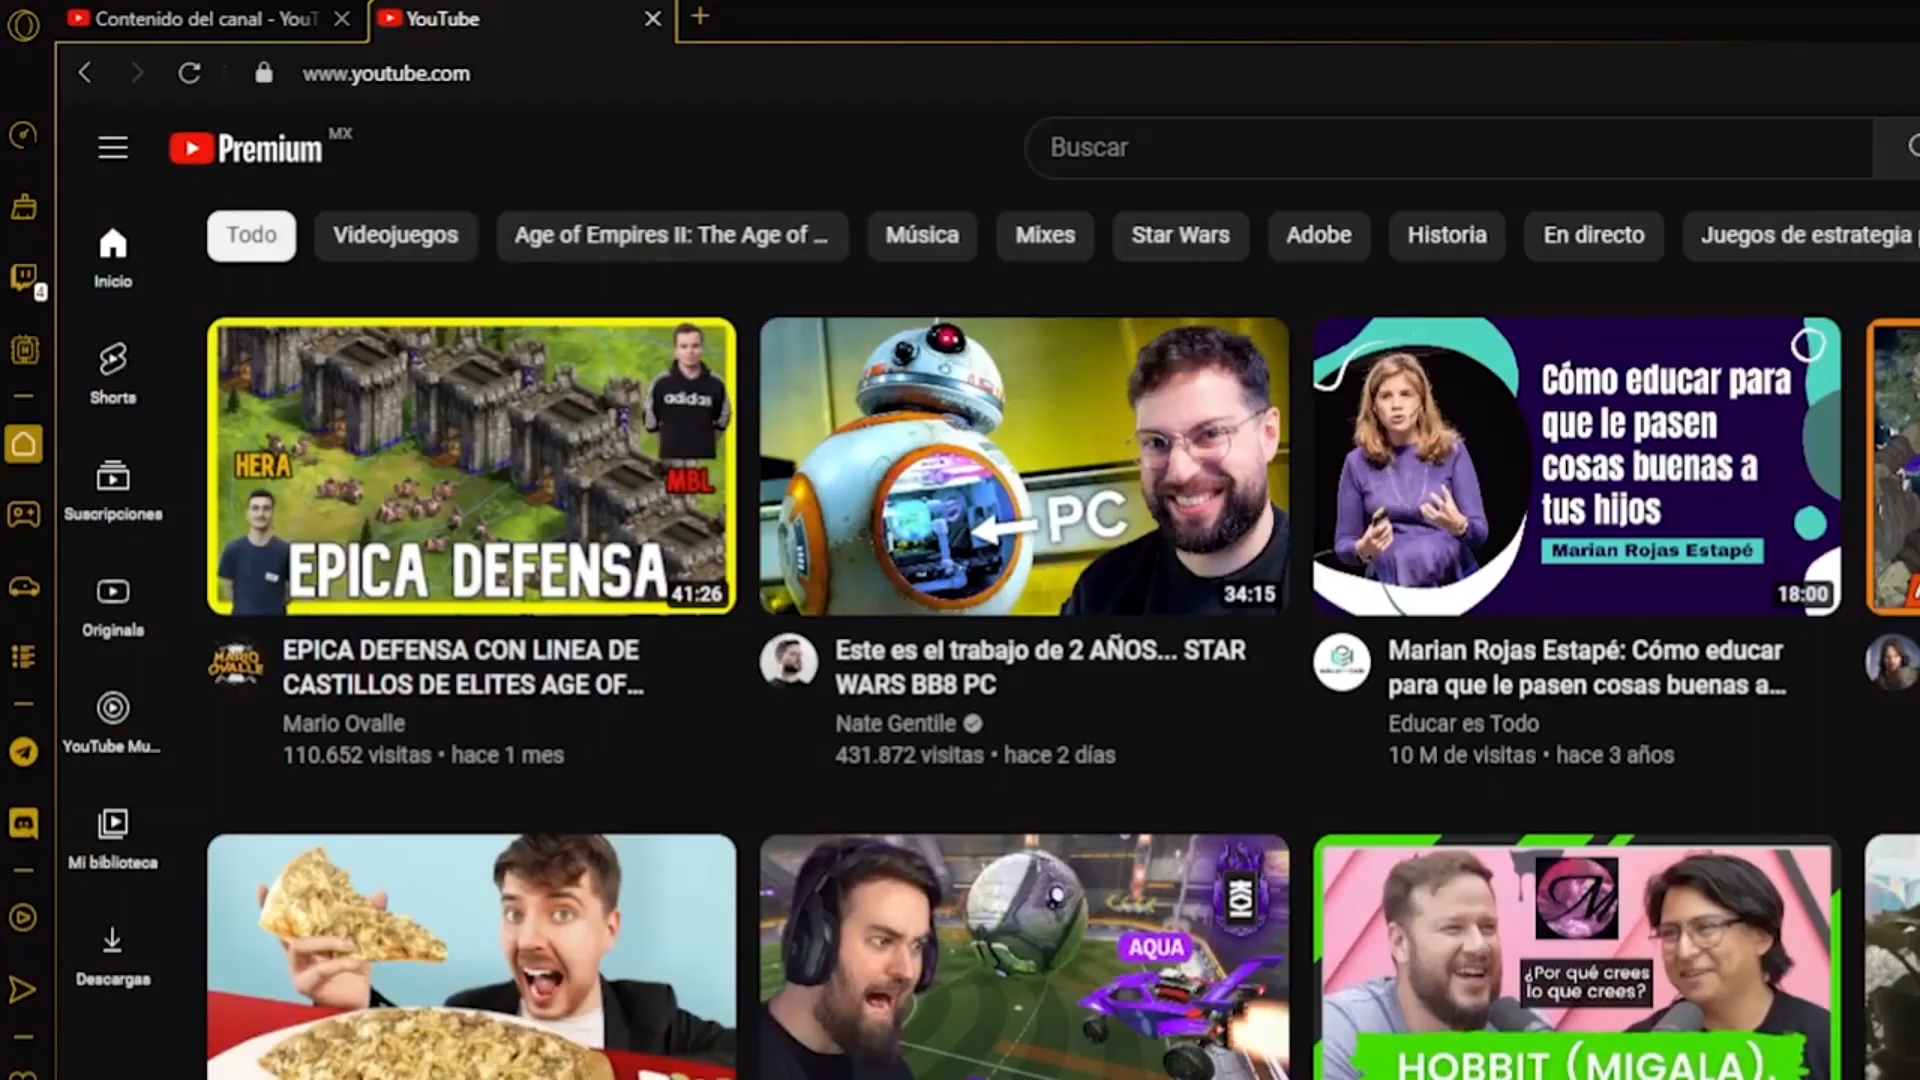 Contenido del canal - YouT
YouTube
www.youtube.com
Premium MX
Buscar
Todo
Videojuegos
Age of Empires II: The Age of ...
Música
Mixes
Star Wars
Adobe
Historia
En directo
Juegos de estrategia
4
Inicio
Shorts
Suscripciones
Originals
YouTube Mu...
Mi biblioteca
Descargas
adidas
HERA
MBL
EPICA DEFENSA
41:26
MARIO
OVALLE
EPICA DEFENSA CON LINEA DE
CASTILLOS DE ELITES AGE OF...
Mario Ovalle
110.652 visitas • hace 1 mes
PC
34:15
Este es el trabajo de 2 AÑOS... STAR
WARS BB8 PC
Nate Gentile
431.872 visitas • hace 2 días
Cómo educar para
que le pasen
cosas buenas a
tus hijos
Marian Rojas Estapé
18:00
Marian Rojas Estapé: Cómo educar
para que le pasen cosas buenas a...
Educar es Todo
10 M de visitas • hace 3 años
KOI
AQUA
M
¿Por qué crees
lo que crees?
HOBBIT (MIGALA).